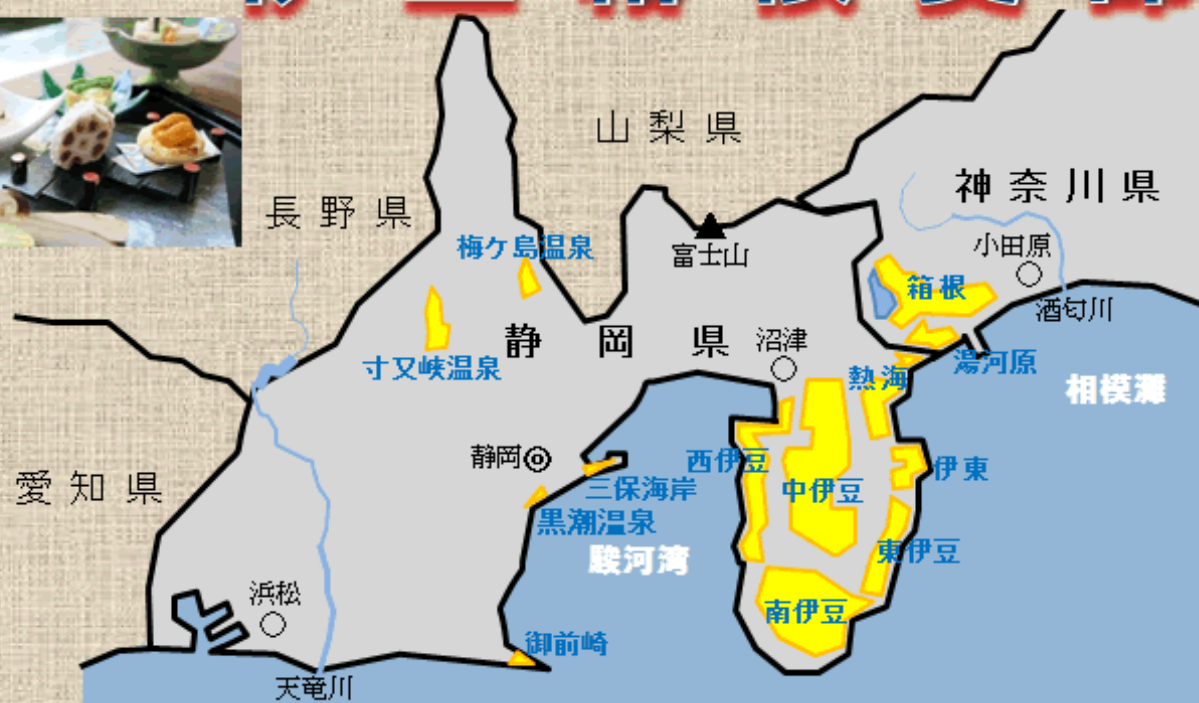 山梨県
神奈川県
長野県
小田原
梅ケ島温泉
富士山
箱根
酒匂川
静岡県
沼津
寸又峡温泉
熱海
湯河原
相模灘
静岡
西伊豆
伊東
愛知県
三保海岸
中伊豆
黒潮温泉
駿河湾
東伊豆
浜松
南伊豆
御前崎
天竜川